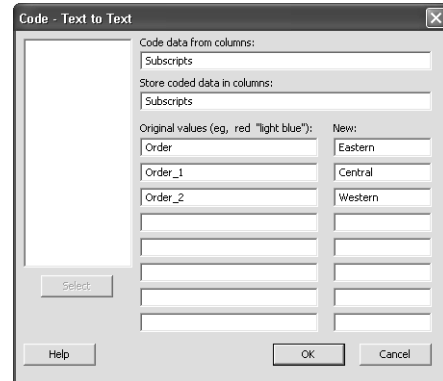 Code - Text to Text
Code data from columns:
Subscripts
Store coded data in columns:
Subscripts
Original values (eg, red "light blue"): New:
Order Eastern
Order_1 Central
Order_2 Western
Select
Help OK Cancel